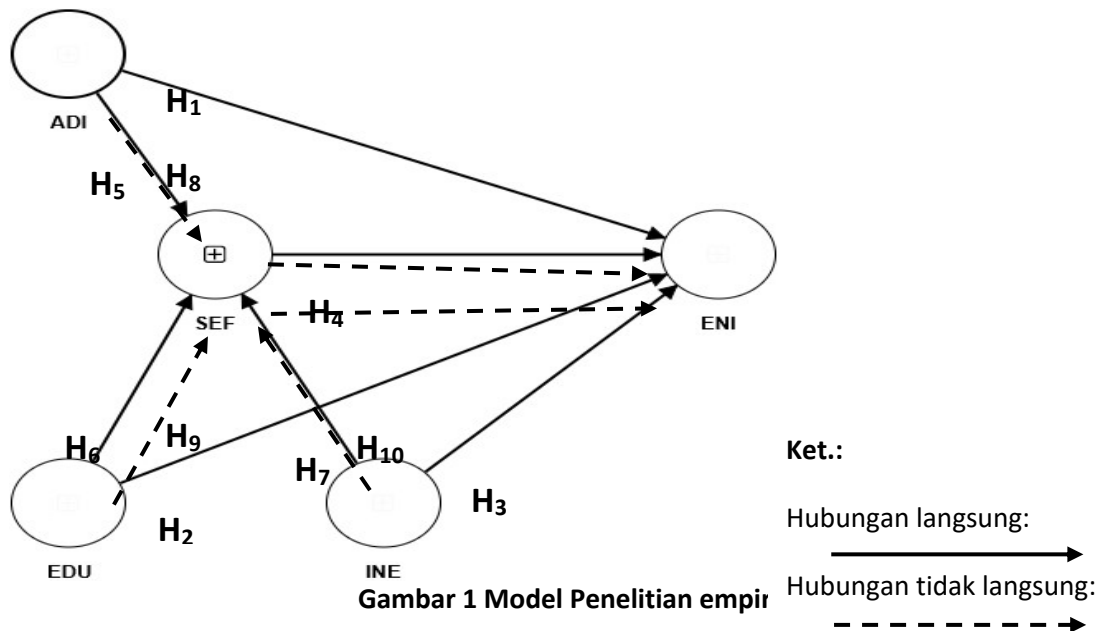 H₁
ADI
H₅
H₈
SEF
H₄
ENI
H₆
H₉
H₇
H₁₀
H₃
H₂
EDU
INE
Gambar 1 Model Penelitian
Ket.:
Hubungan langsung:
Hubungan tidak langsung: